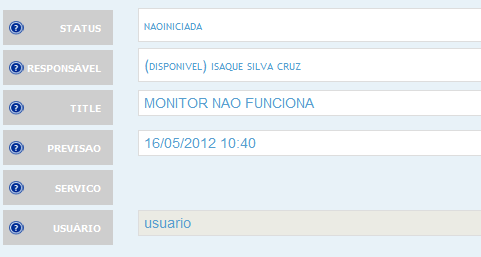 ? STATUS NAOINICIADA
? RESPONSÁVEL (DISPONIVEL) ISAQUE SILVA CRUZ
? TITLE MONITOR NAO FUNCIONA
? PREVISAO 16/05/2012 10:40
? SERVICO
? USUÁRIO usuario